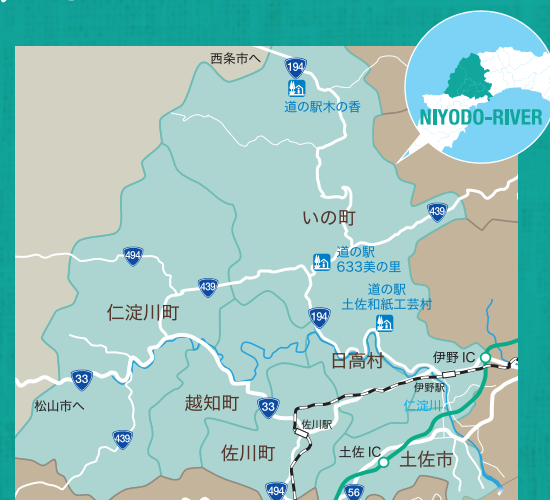 西条市へ
194
道の駅木の香
NIYODO-RIVER
いの町
439
494
道の駅
633美の里
439
道の駅
土佐和紙工芸村
仁淀川町
194
日高村
伊野 IC
33
松山市へ
越知町
33
伊野駅
仁淀川
佐川駅
439
佐川町
土佐 IC
土佐市
494
56